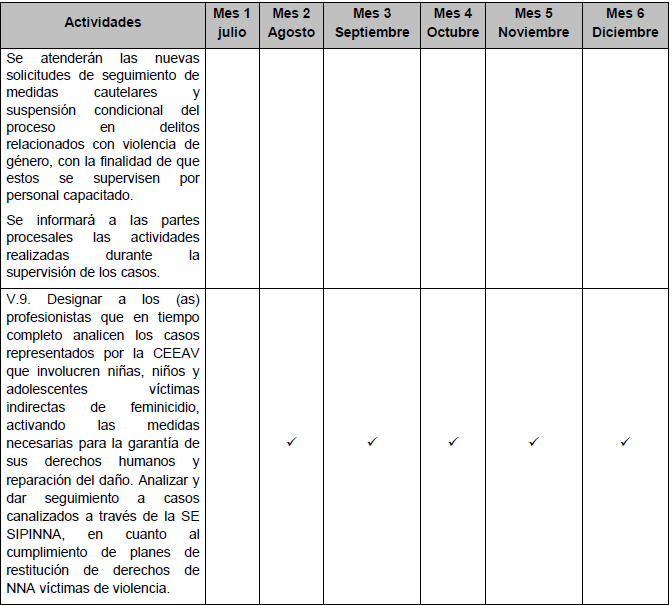 Actividades
Mes 1 julio
Mes 2 Agosto
Mes 3 Septiembre
Mes 4 Octubre
Mes 5 Noviembre
Mes 6 Diciembre
Se atenderán las nuevas
solicitudes de seguimiento de
medidas cautelares y
suspensión condicional del
proceso en delitos
relacionados con violencia de
género, con la finalidad de que
estos se supervisen por
personal capacitado.
Se informará a las partes
procesales las actividades
realizadas durante la
supervisión de los casos.
V.9. Designar a los (as)
profesionistas que en tiempo
completo analicen los casos
representados por la CEEAV
que involucren niñas, niños y
adolescentes víctimas
indirectas de feminicidio,
activando las medidas
necesarias para la garantía de
sus derechos humanos y
reparación del daño. Analizar y
dar seguimiento a casos
canalizados a través de la SE
SIPINNA, en cuanto al
cumplimiento de planes de
restitución de derechos de
NNA víctimas de violencia.
✓ ✓ ✓ ✓ ✓